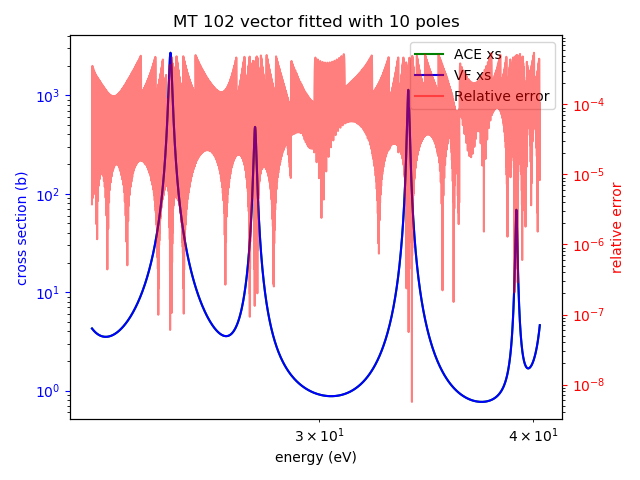 MT 102 vector fitted with 10 poles
ACE xs
VF xs
Relative error
cross section (b)
10³
10²
10¹
10⁰
10⁻⁴
10⁻⁵
10⁻⁶
10⁻⁷
10⁻⁸
relative error
3 × 10¹
4 × 10¹
energy (eV)